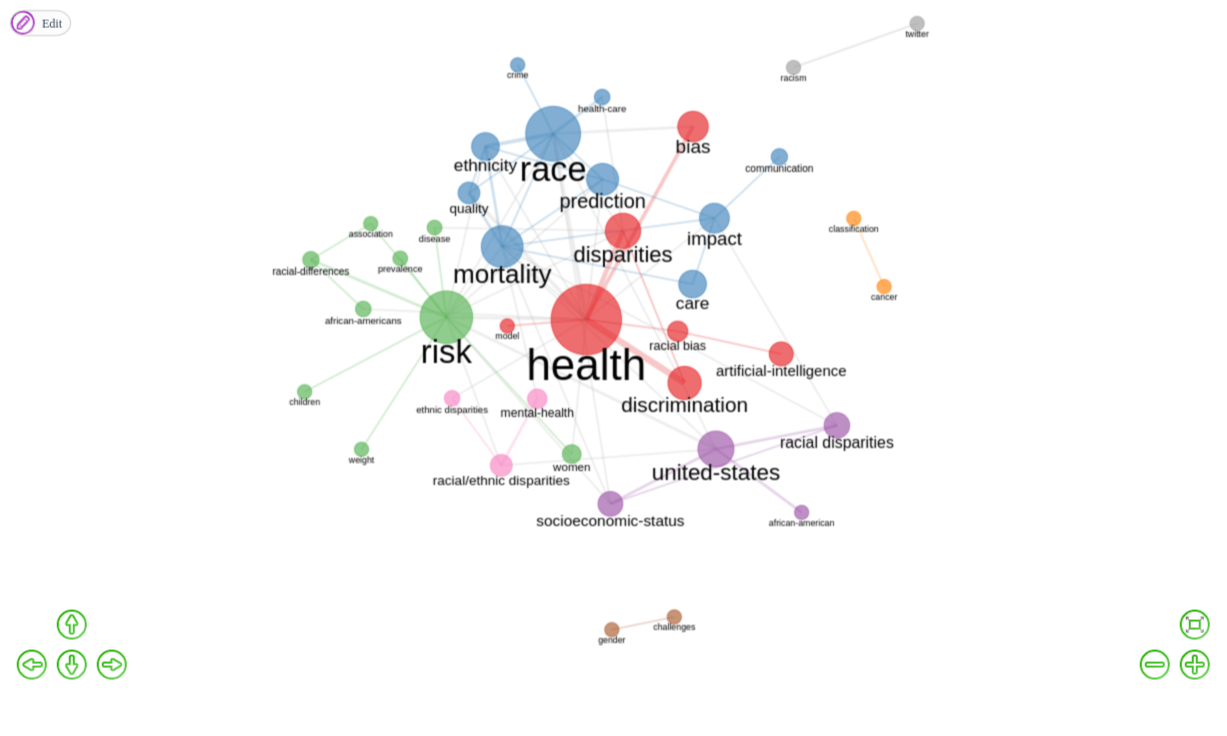 Edit
twitter
crime
racism
health-care
bias
ethnicity
race
communication
prediction
quality
classification
association
disease
impact
disparities
racial-differences
prevalence
mortality
cancer
care
african-americans
model
racial bias
risk
health
artificial-intelligence
children
ethnic disparities
mental-health
discrimination
racial disparities
weight
women
united-states
racial/ethnic disparities
socioeconomic-status
african-american
challenges
gender